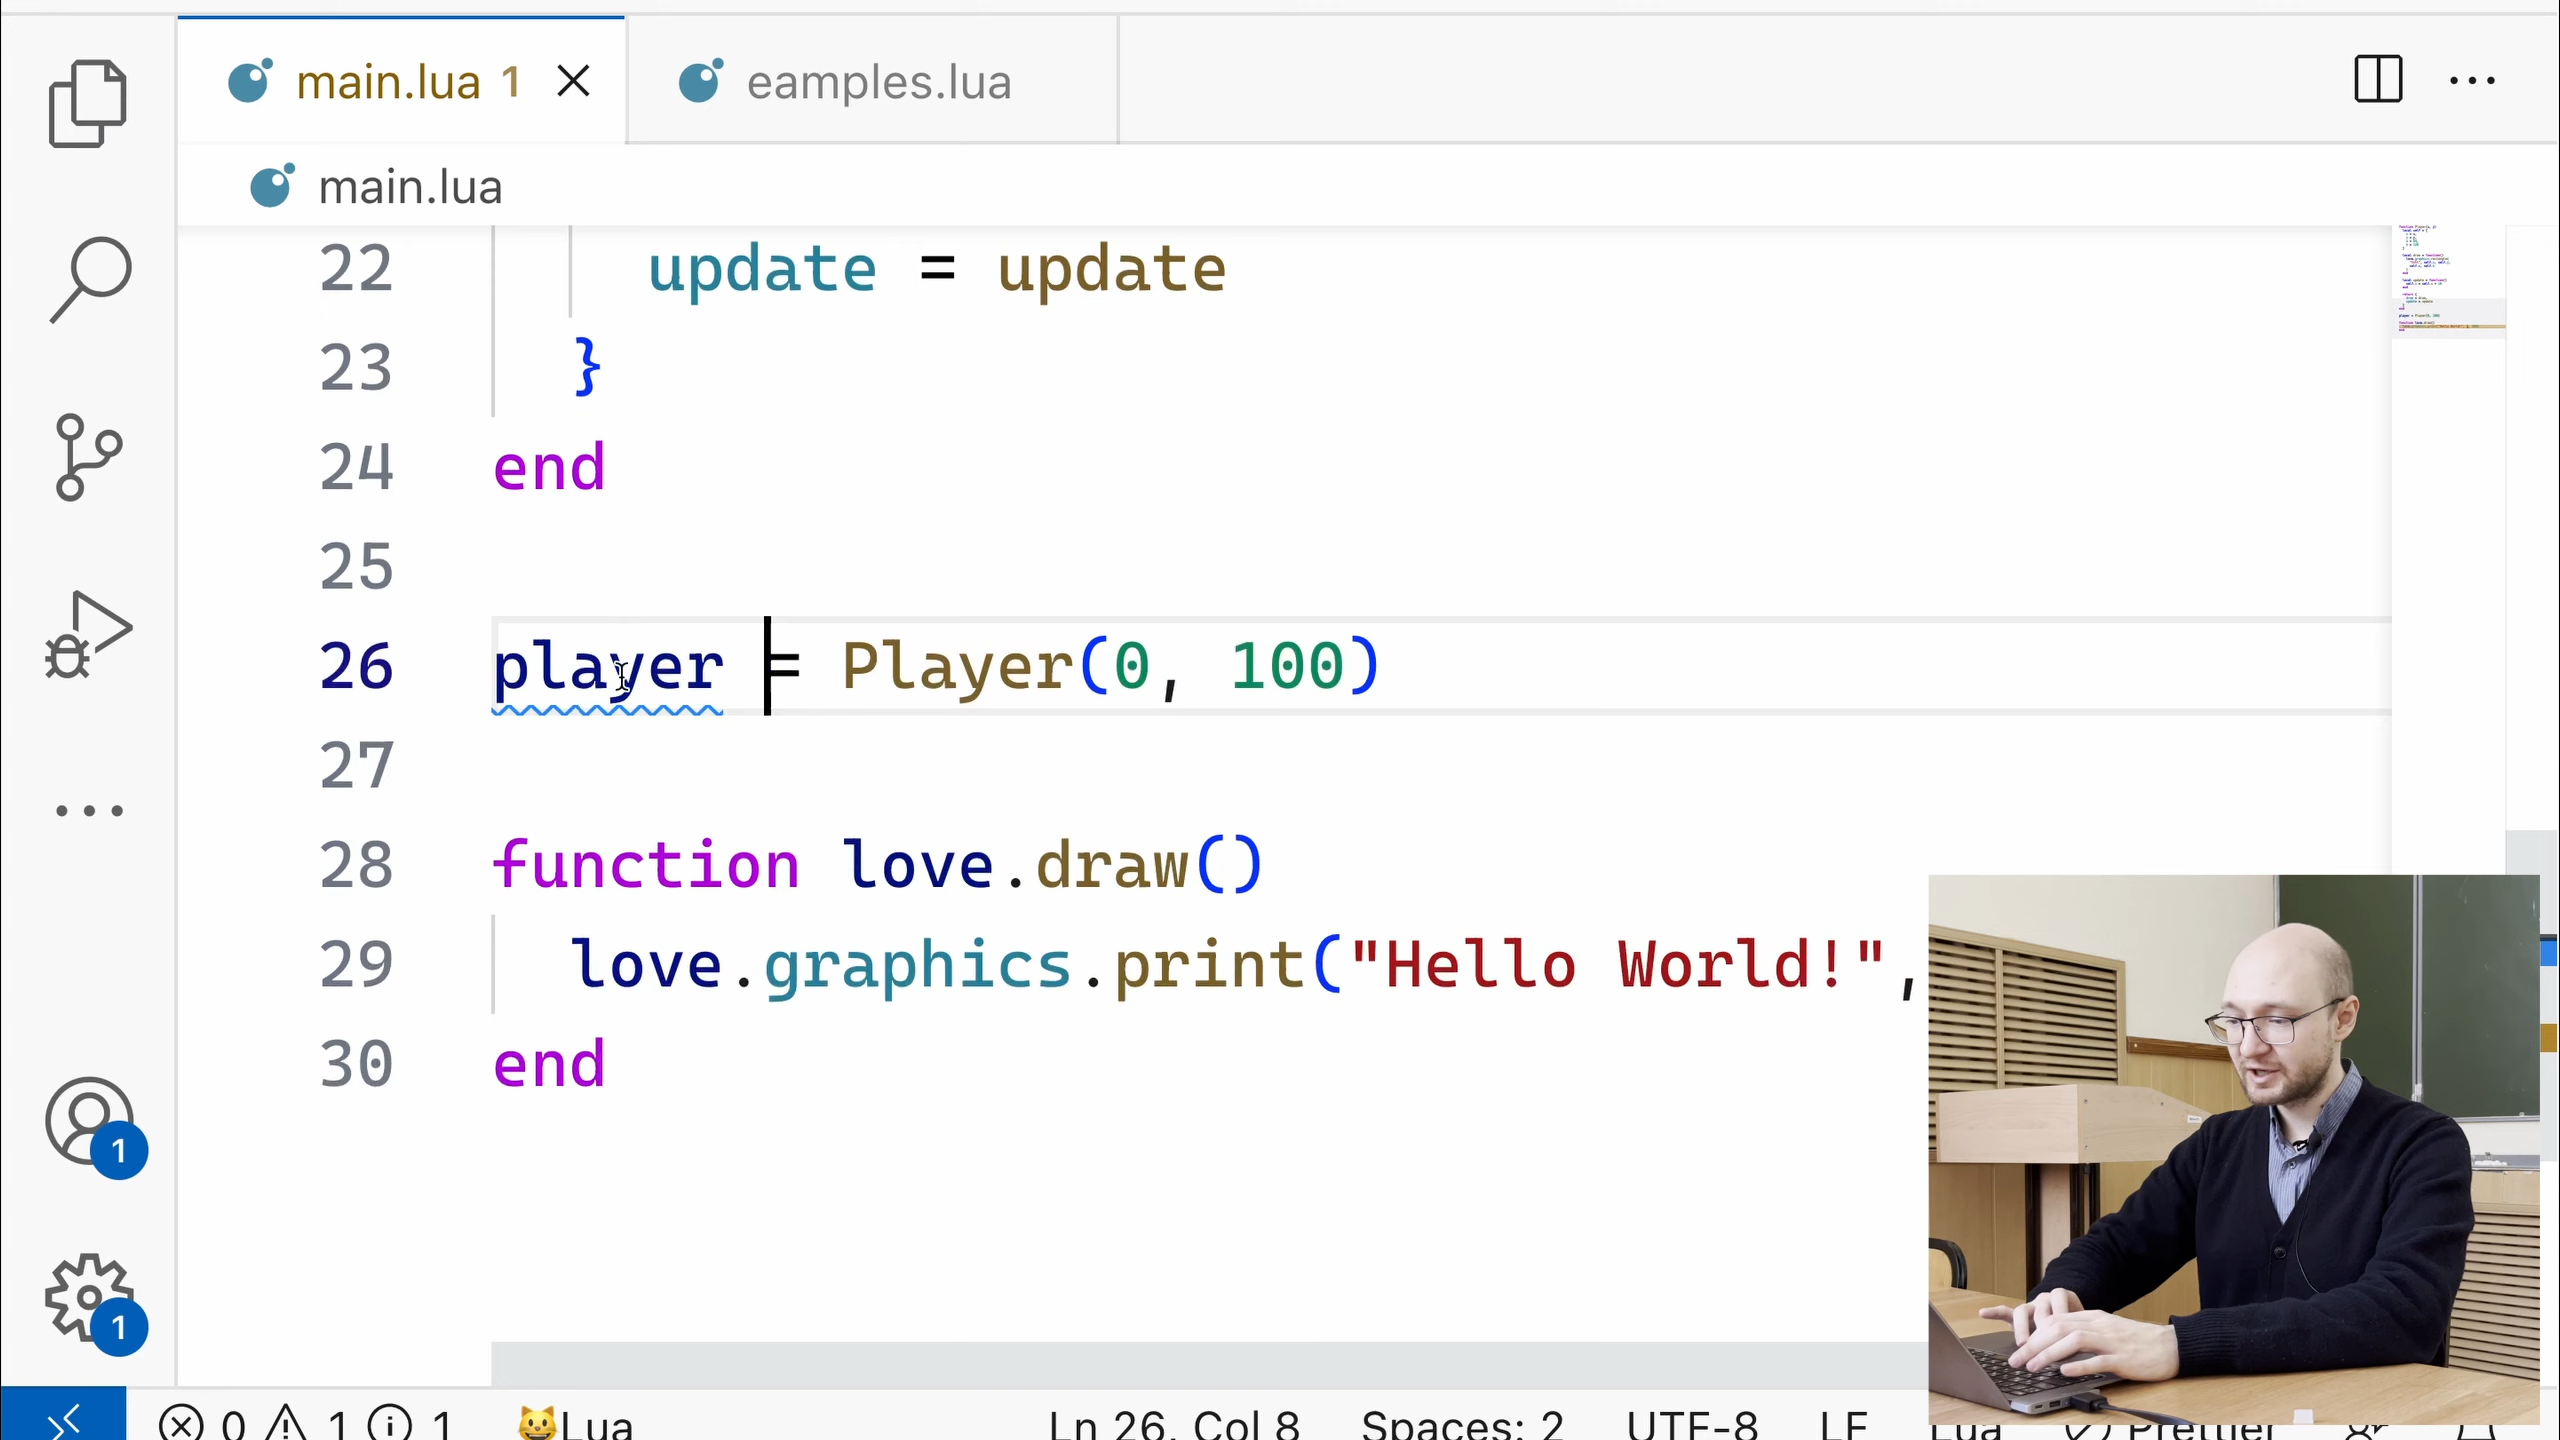 main.lua 1
eamples.lua
main.lua
22 update = update
23 }
24 end
25
26 player = Player(0, 100)
27
28 function love.draw()
29 love.graphics.print("Hello World!",
30 end
1
1
0 1 1 Lua Ln 26, Col 8 Spaces: 2 UTF-8 LF Lua Prettier